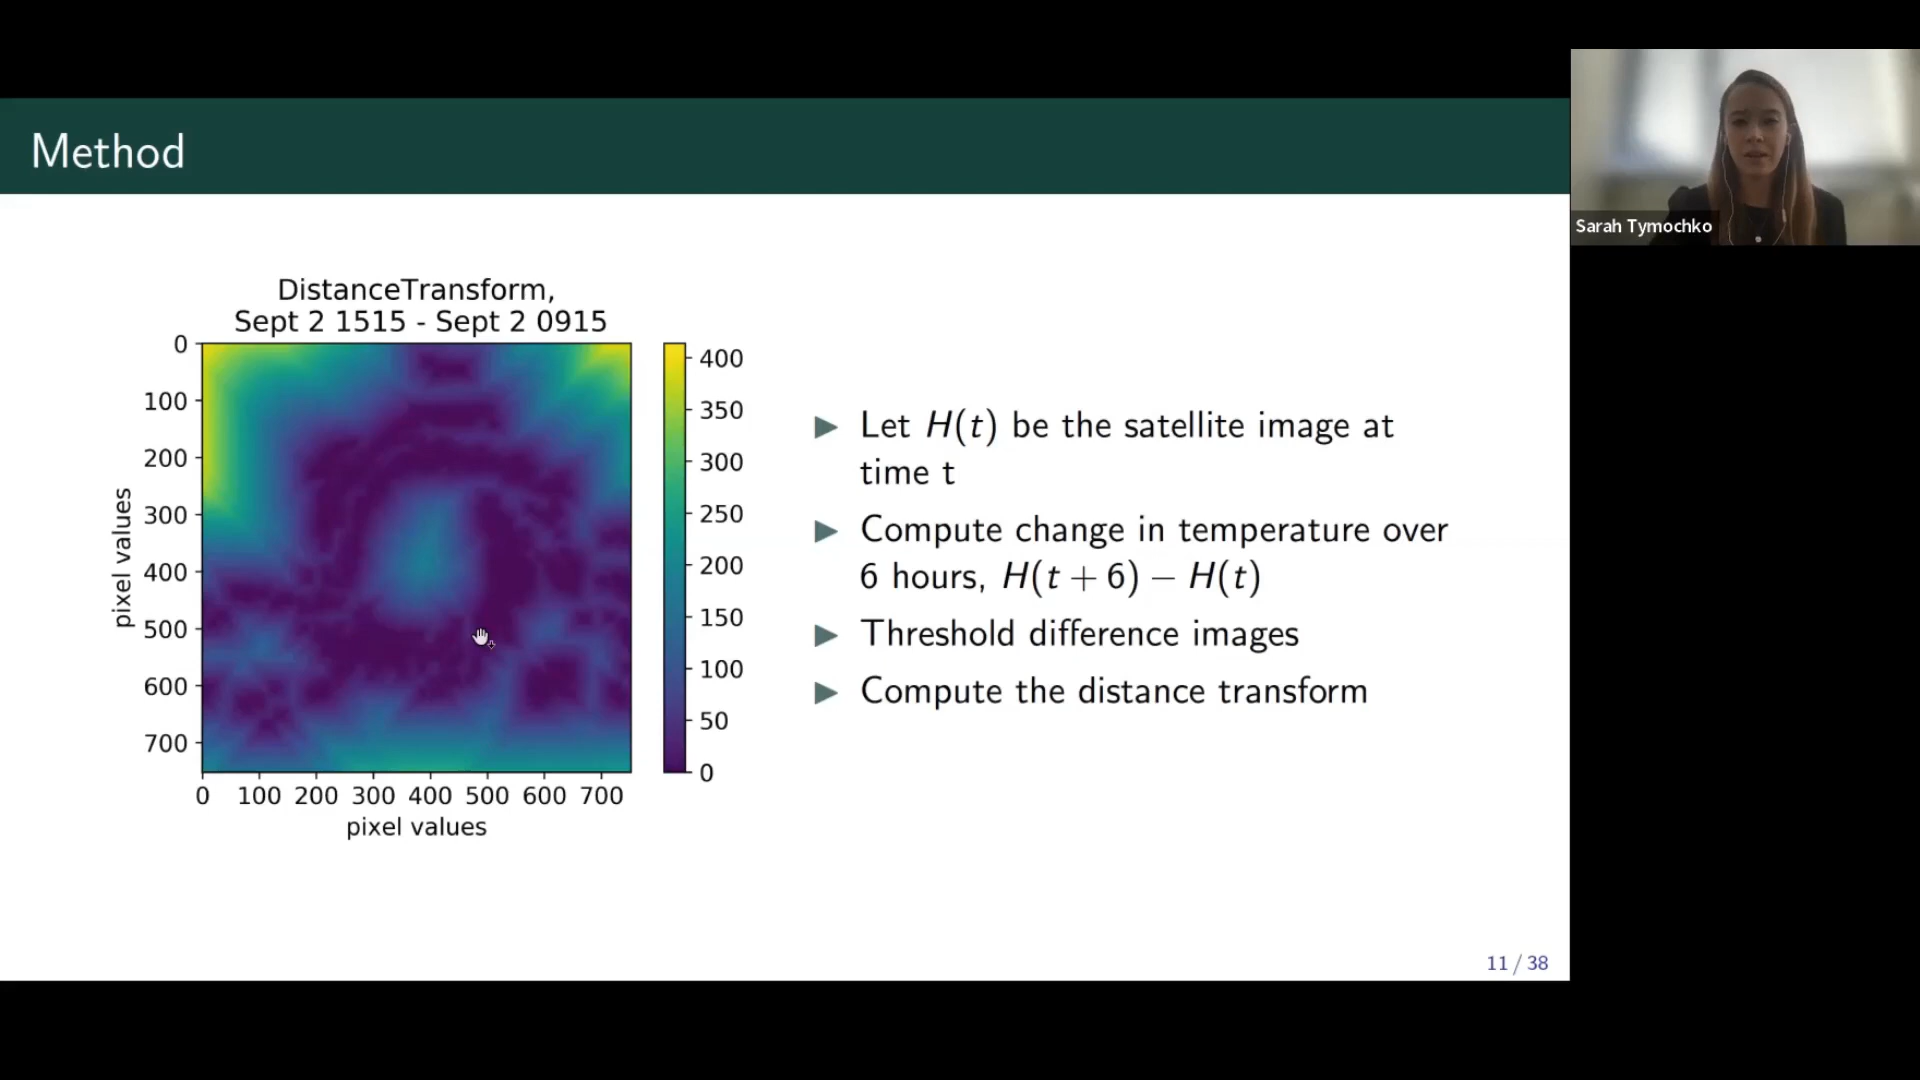 Method
Sarah Tymochko
DistanceTransform,
Sept 2 1515 - Sept 2 0915
0
100
200
300
400
500
600
700
pixel values
0 100 200 300 400 500 600 700
pixel values
400
350
300
250
200
150
100
50
0
▶ Let H(t) be the satellite image at
time t
▶ Compute change in temperature over
6 hours, H(t + 6) − H(t)
▶ Threshold difference images
▶ Compute the distance transform
11 / 38